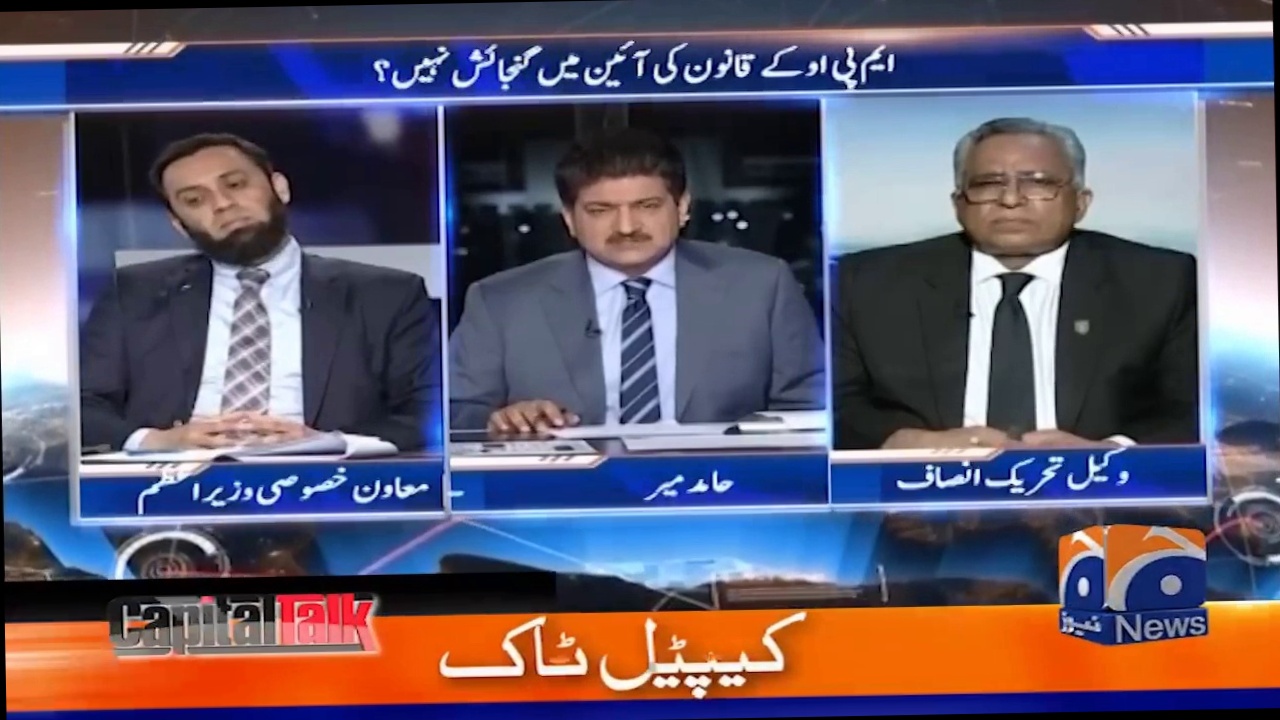 ایم پی او کے قانون کی آئین میں گنجائش نہیں؟
معاون خصوصی وزیراعظم
حامد میر
وکیل تحریک انصاف
Capital Talk
کیپٹیل ٹاک
نیوز News